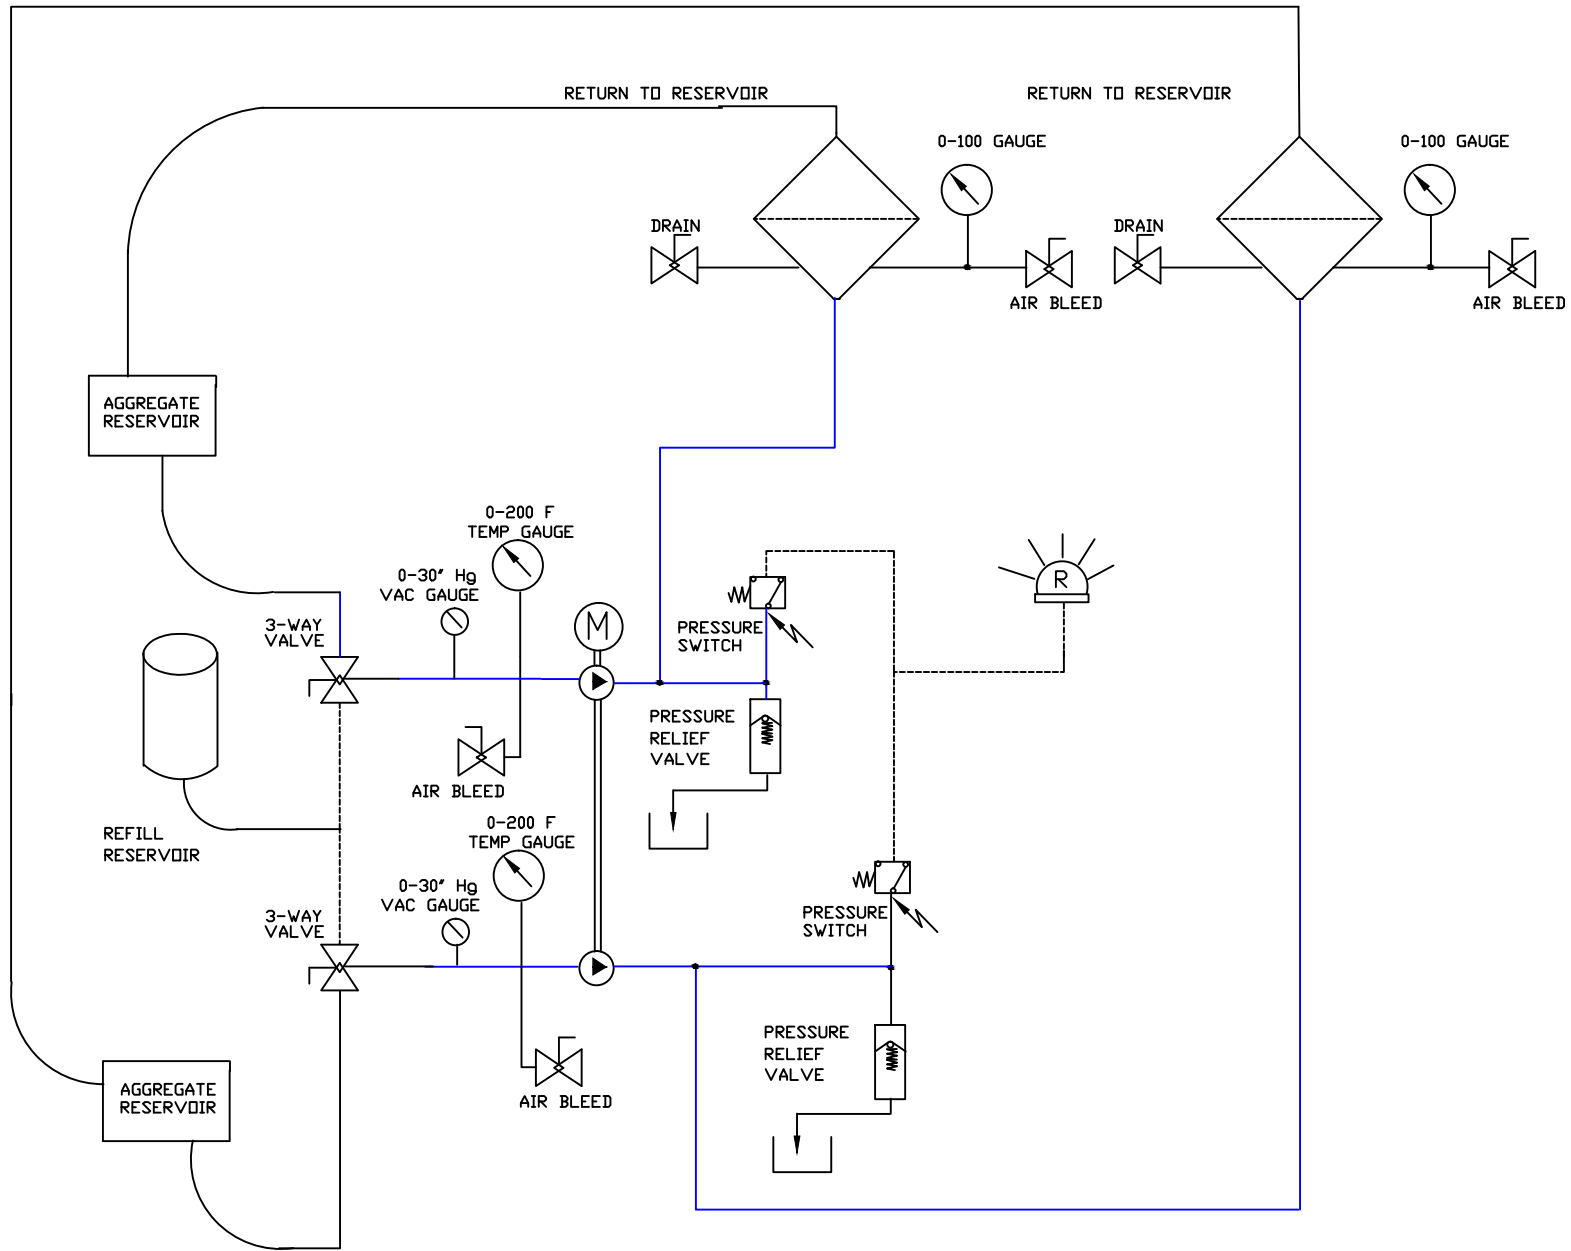 RETURN TO RESERVOIR
RETURN TO RESERVOIR
0-100 GAUGE
0-100 GAUGE
DRAIN
DRAIN
AIR BLEED
AIR BLEED
AGGREGATE
RESERVOIR
0-200 F
TEMP GAUGE
0-30" Hg
VAC GAUGE
R
3-WAY
VALVE
M
PRESSURE
SWITCH
PRESSURE
RELIEF
VALVE
AIR BLEED
REFILL
RESERVOIR
0-200 F
TEMP GAUGE
0-30" Hg
VAC GAUGE
3-WAY
VALVE
PRESSURE
SWITCH
PRESSURE
RELIEF
VALVE
AGGREGATE
RESERVOIR
AIR BLEED